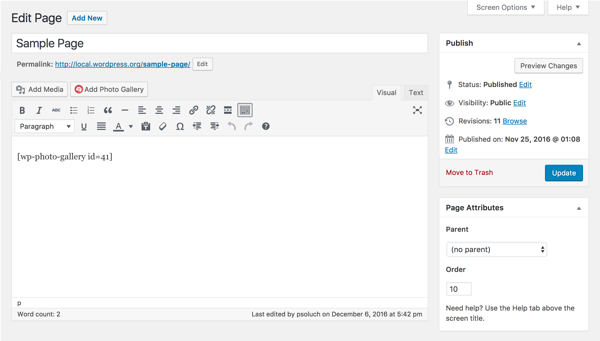 Screen Options ▼ Help ▼
Edit Page Add New
Sample Page
Permalink: http://local.wordpress.org/sample-page/ Edit
Add Media Add Photo Gallery
Visual Text
B I ABC
Paragraph U A Ω
[wp-photo-gallery id=41]
p
Word count: 2 Last edited by psoluch on December 6, 2016 at 5:42 pm
Publish
Preview Changes
Status: Published Edit
Visibility: Public Edit
Revisions: 11 Browse
Published on: Nov 25, 2016 @ 01:08
Edit
Move to Trash Update
Page Attributes
Parent
(no parent)
Order
10
Need help? Use the Help tab above the
screen title.